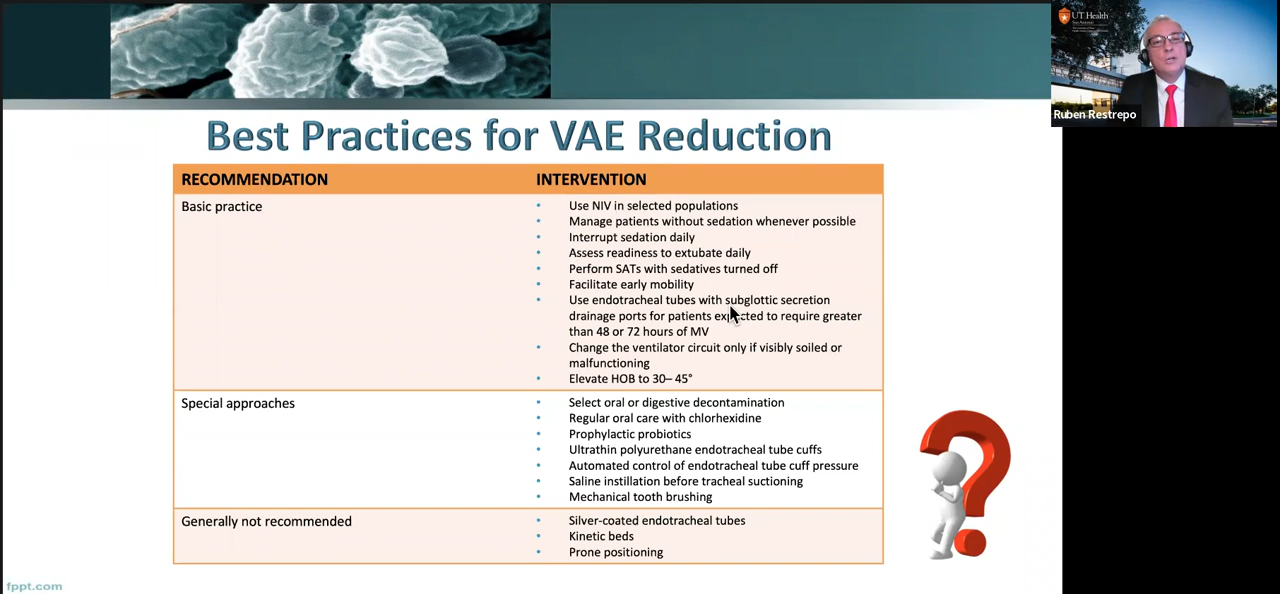 UT Health
Ruben Restrepo
Best Practices for VAE Reduction
RECOMMENDATION
INTERVENTION
Basic practice
• Use NIV in selected populations
• Manage patients without sedation whenever possible
• Interrupt sedation daily
• Assess readiness to extubate daily
• Perform SATs with sedatives turned off
• Facilitate early mobility
• Use endotracheal tubes with subglottic secretion
drainage ports for patients expected to require greater
than 48 or 72 hours of MV
• Change the ventilator circuit only if visibly soiled or
malfunctioning
• Elevate HOB to 30– 45°
Special approaches
• Select oral or digestive decontamination
• Regular oral care with chlorhexidine
• Prophylactic probiotics
• Ultrathin polyurethane endotracheal tube cuffs
• Automated control of endotracheal tube cuff pressure
• Saline instillation before tracheal suctioning
• Mechanical tooth brushing
Generally not recommended
• Silver-coated endotracheal tubes
• Kinetic beds
• Prone positioning
fppt.com